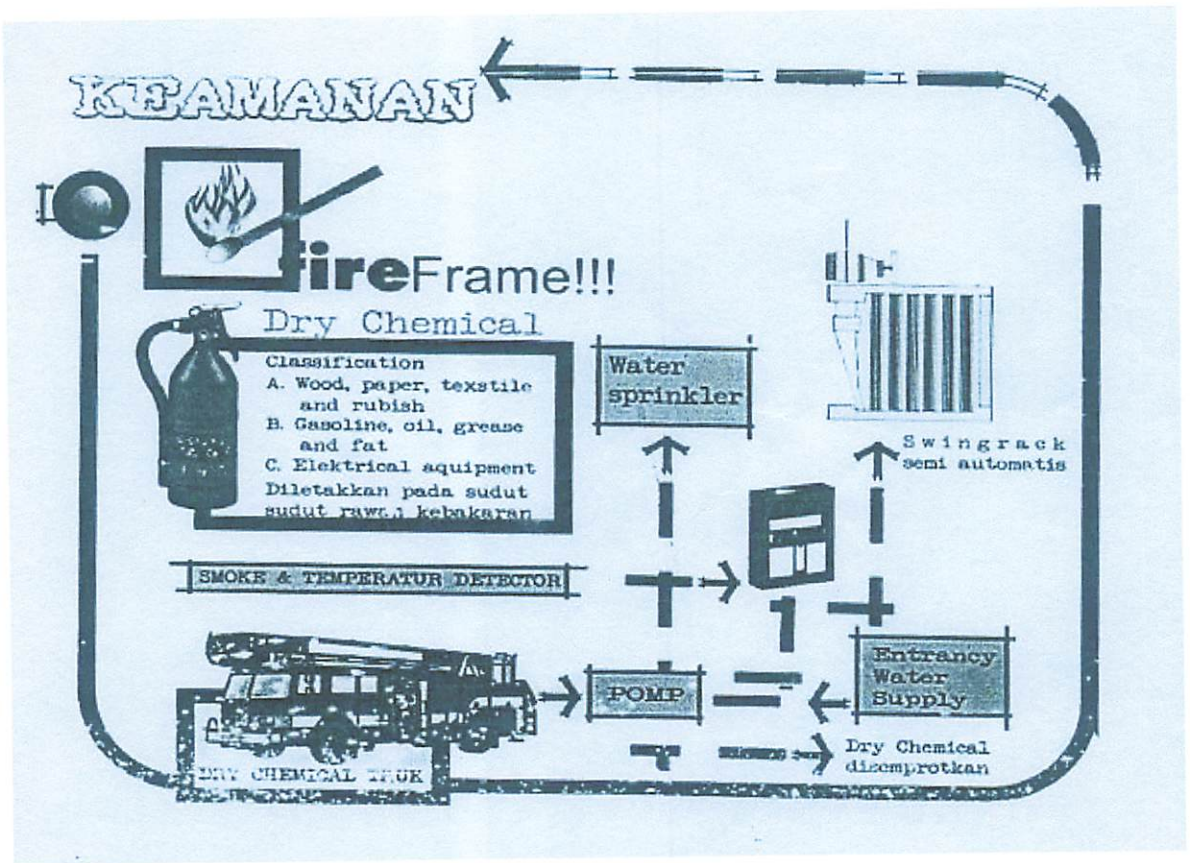 KEAMANAN
fireFrame!!!
Dry Chemical
Classification
A. Wood, paper, texstile
and rubish
B. Gasoline, oil, grease
and fat
C. Elektrical aquipment
Diletakkan pada sudut
sudut rawan kebakaran
Water
sprinkler
Swingrack
semi automatis
SMOKE & TEMPERATUR DETECTOR
POMP
Entrancy
Water
Supply
Dry Chemical
disemprotkan
DRY CHEMICAL TRUK